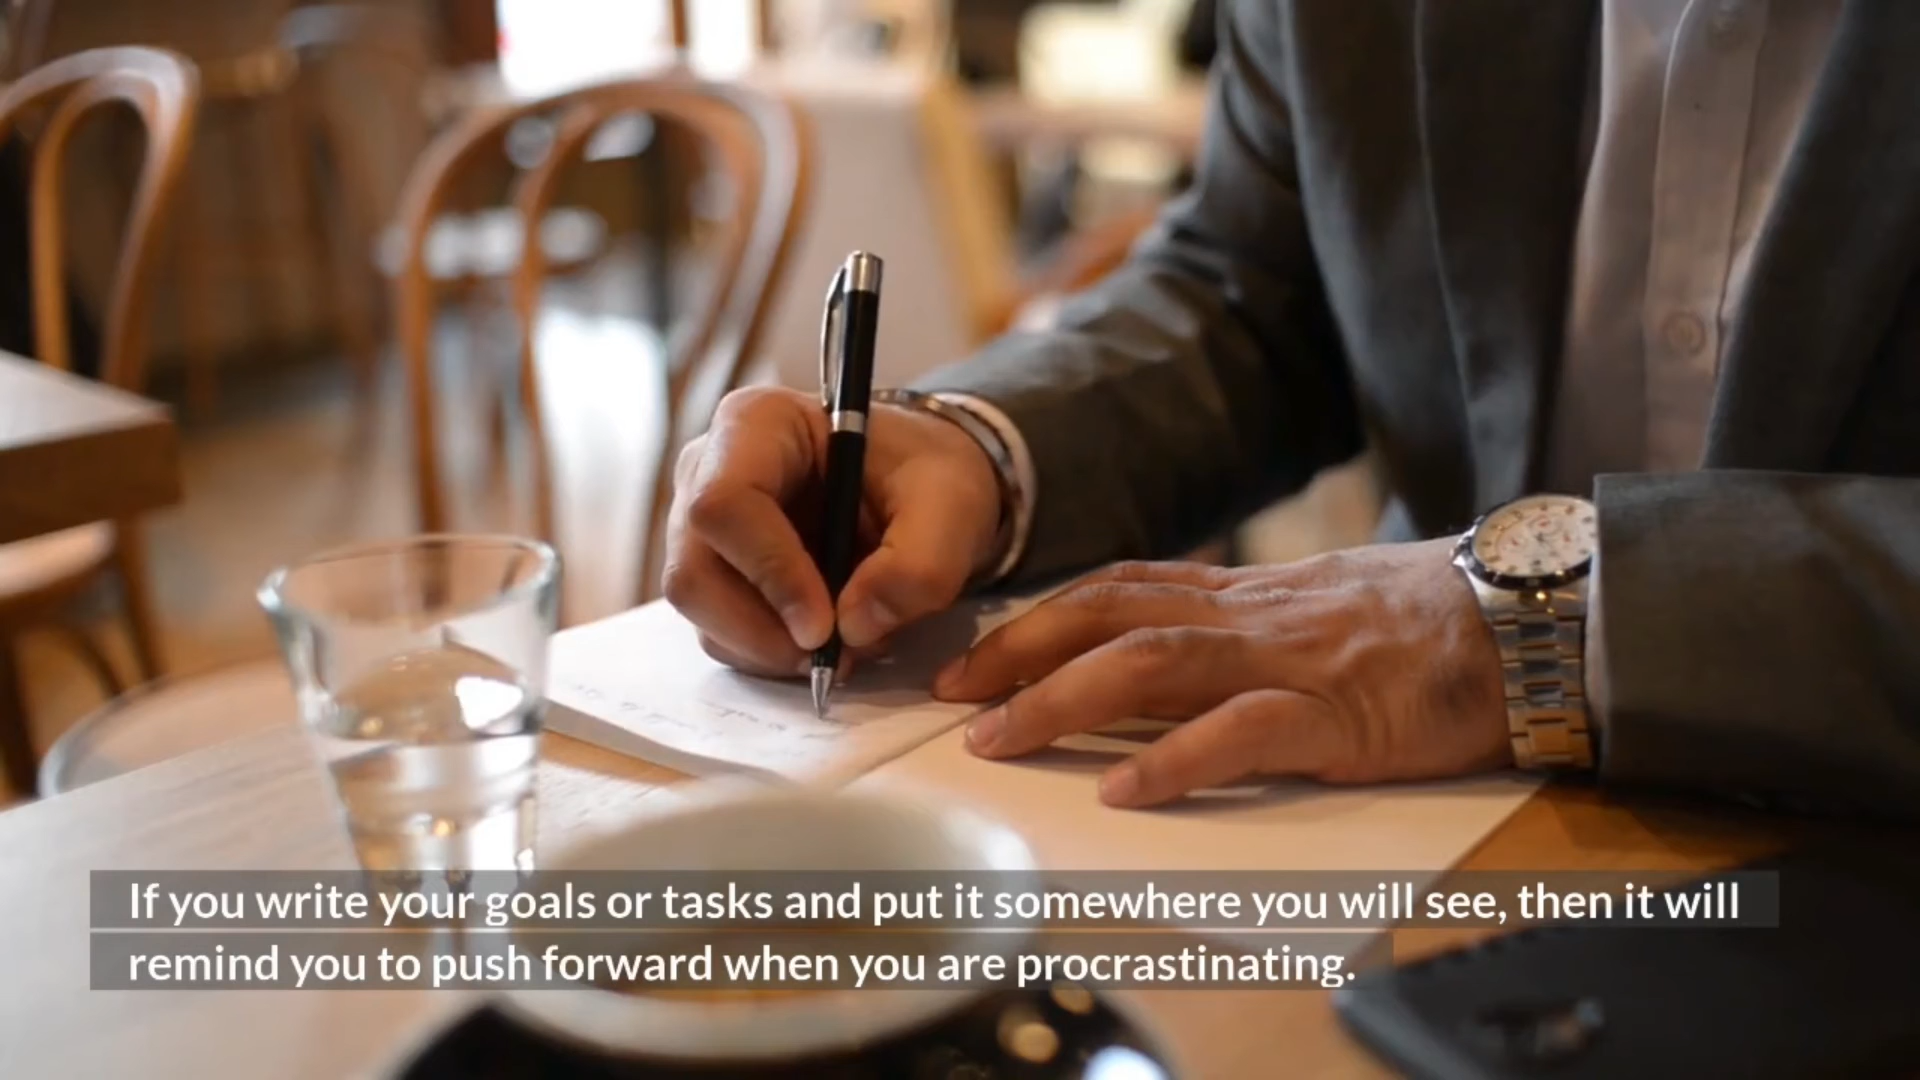 If you write your goals or tasks and put it somewhere you will see, then it will
remind you to push forward when you are procrastinating.